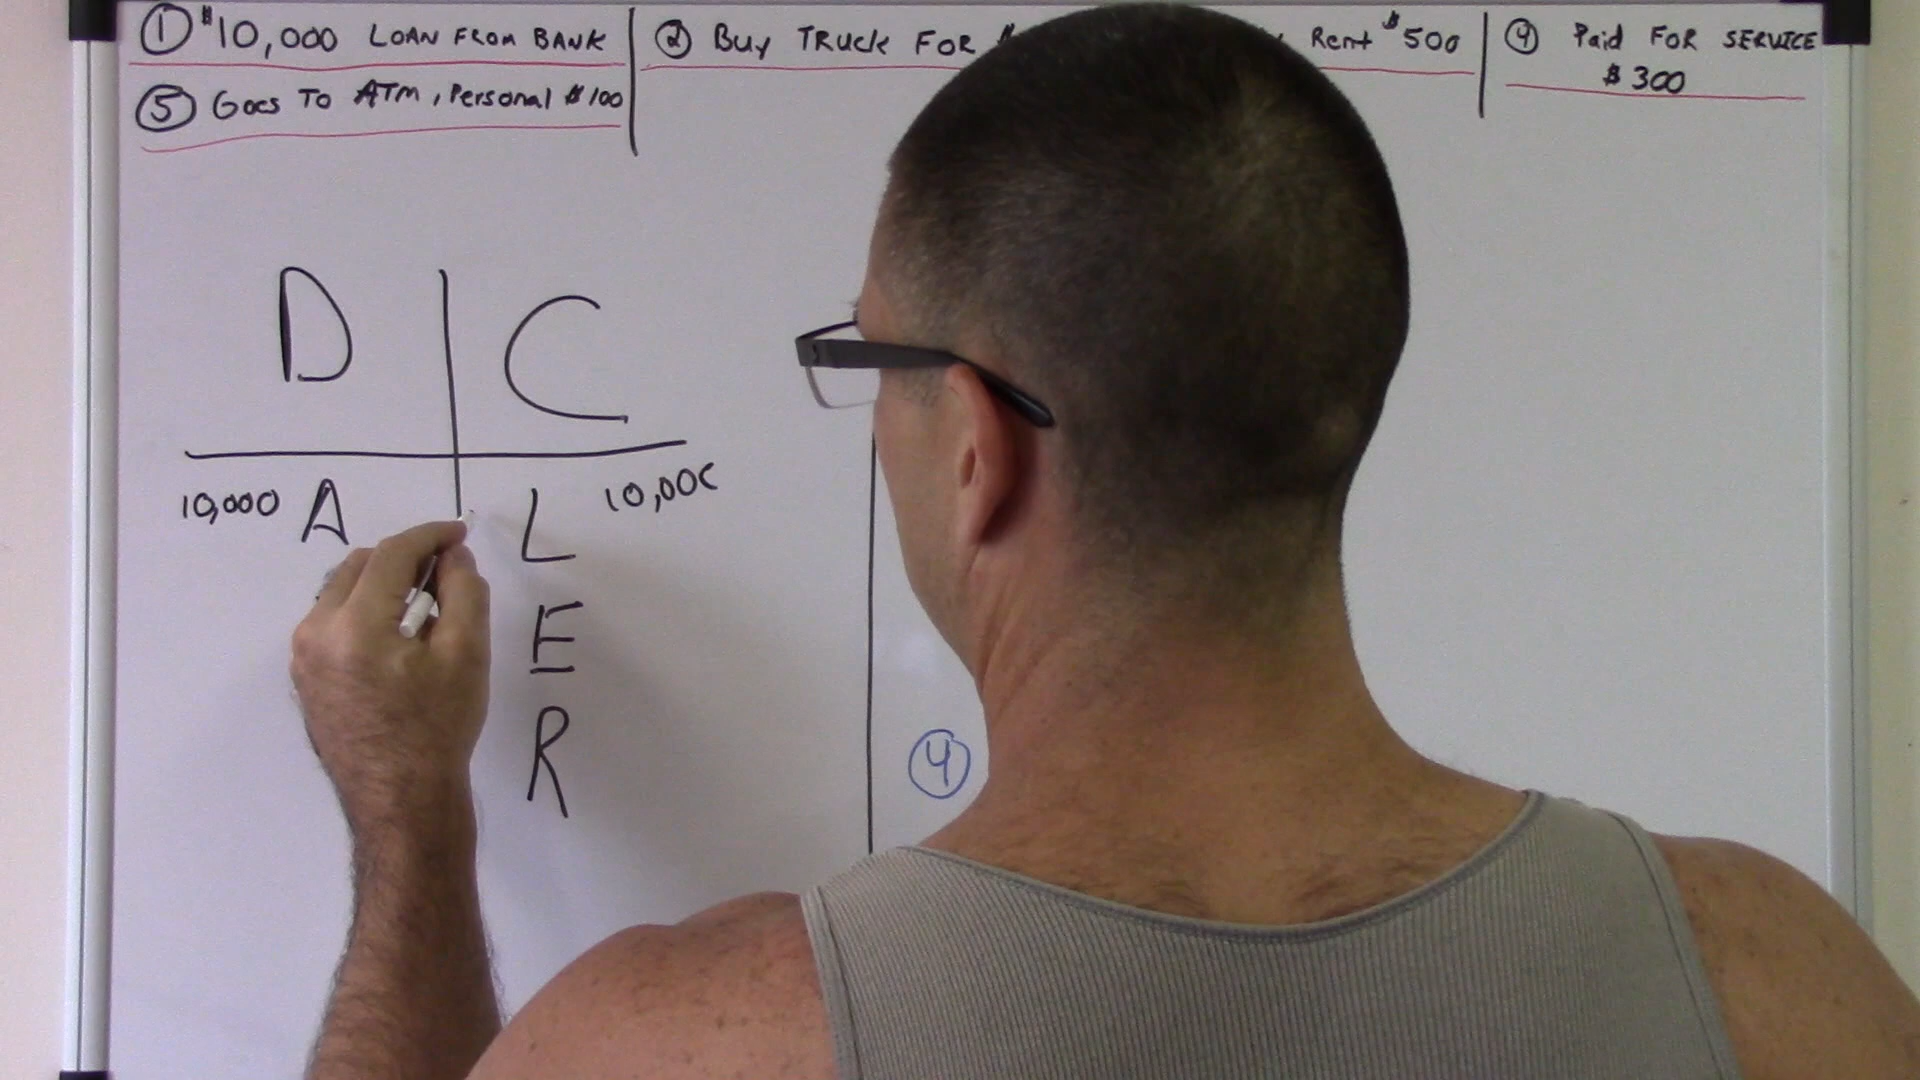 ① $10,000 LOAN FROM BANK
② Buy TRUCK FOR
Rent $500
④ Paid FOR SERVICE
$300
⑤ Goes To ATM, Personal $100
D C
10,000 A L 10,000
E
R
④